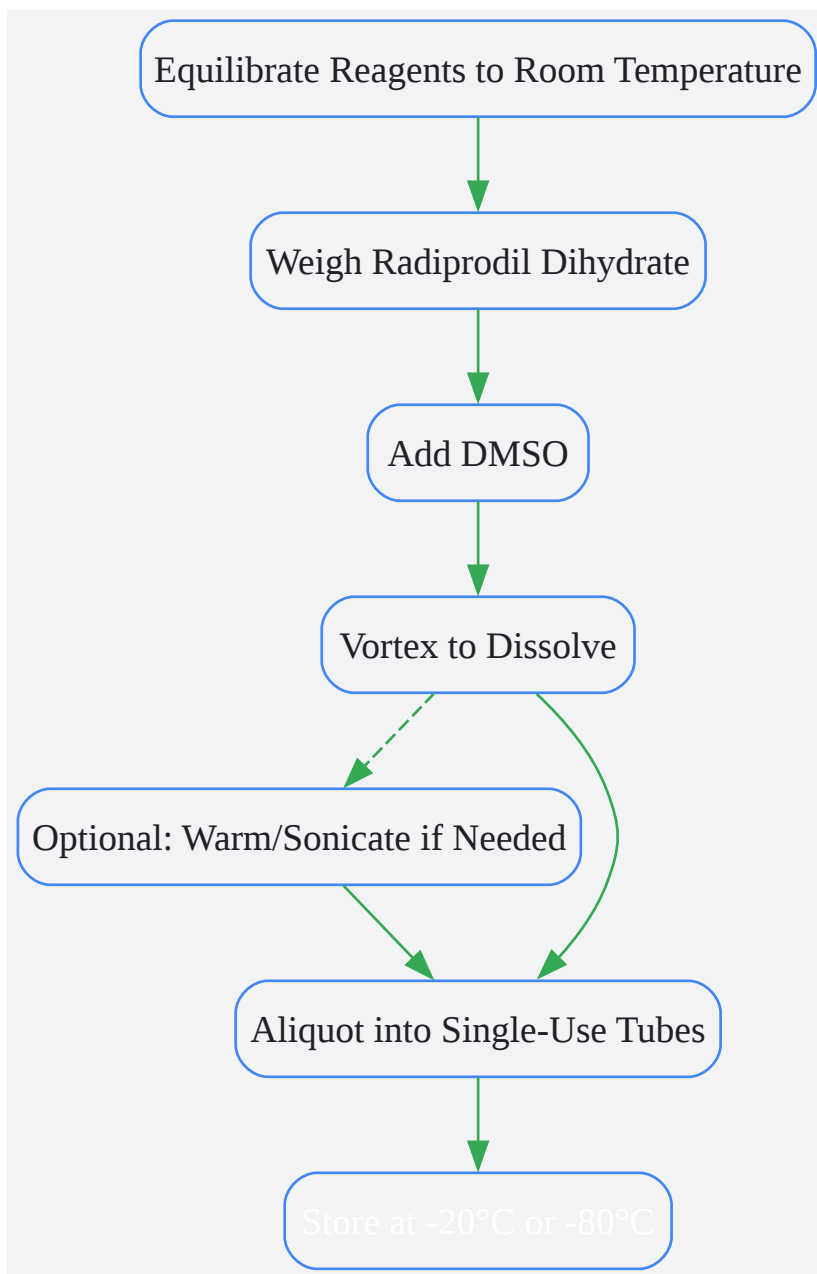 Equilibrate Reagents to Room Temperature
Weigh Radiprodil Dihydrate
Add DMSO
Vortex to Dissolve
Optional: Warm/Sonicate if Needed
Aliquot into Single-Use Tubes
Store at -20°C or -80°C